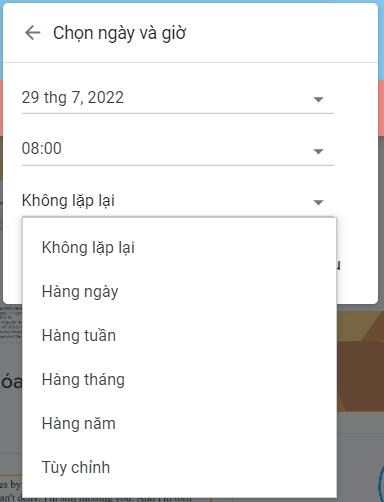 Chọn ngày và giờ
29 thg 7, 2022
08:00
Không lặp lại
Không lặp lại
Hàng ngày
Hàng tuần
Hàng tháng
Hàng năm
Tùy chỉnh